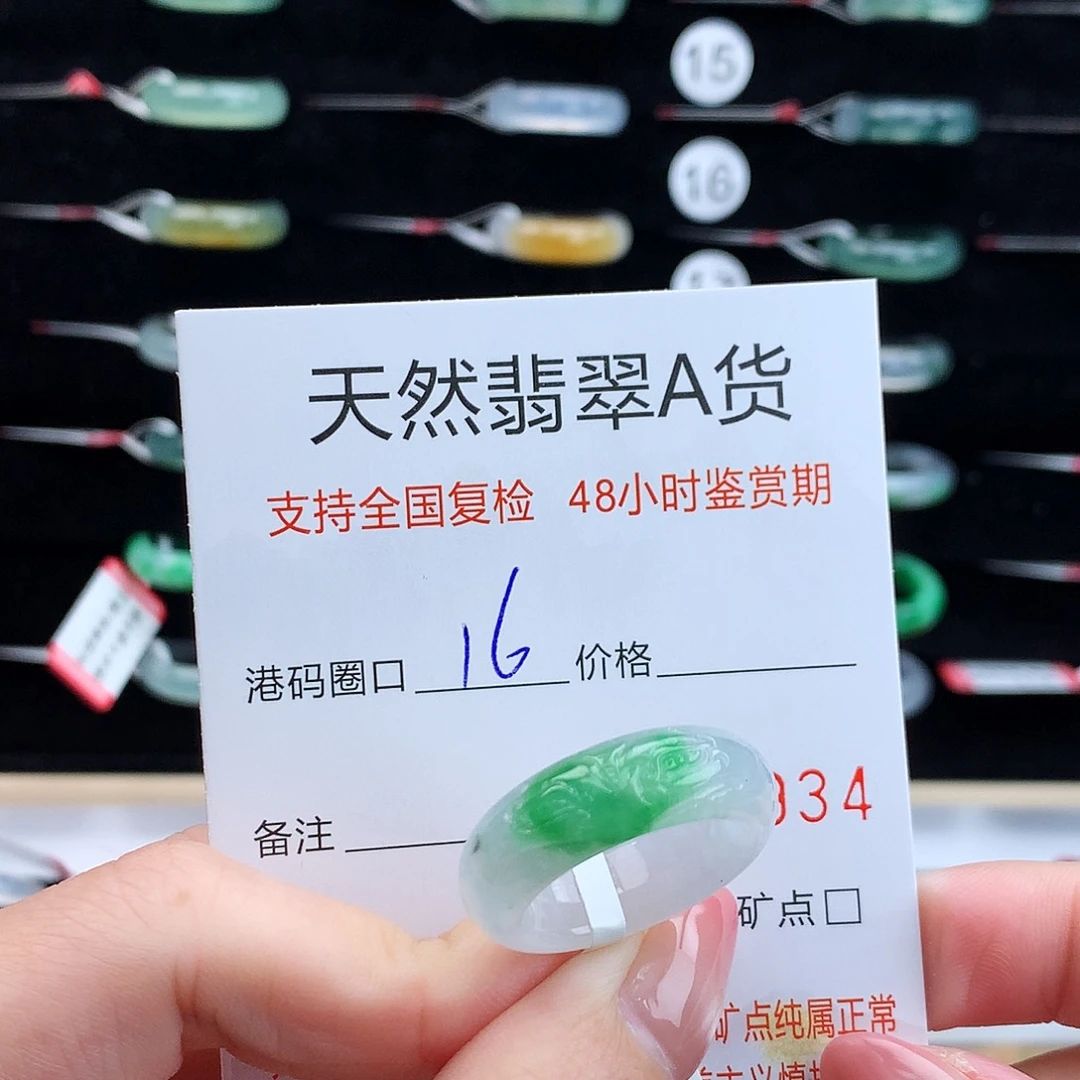 15
16
天然翡翠A货
支持全国复检 48小时鉴赏期
港码圈口 16 价格
备注
934
矿点□
矿点纯属正常